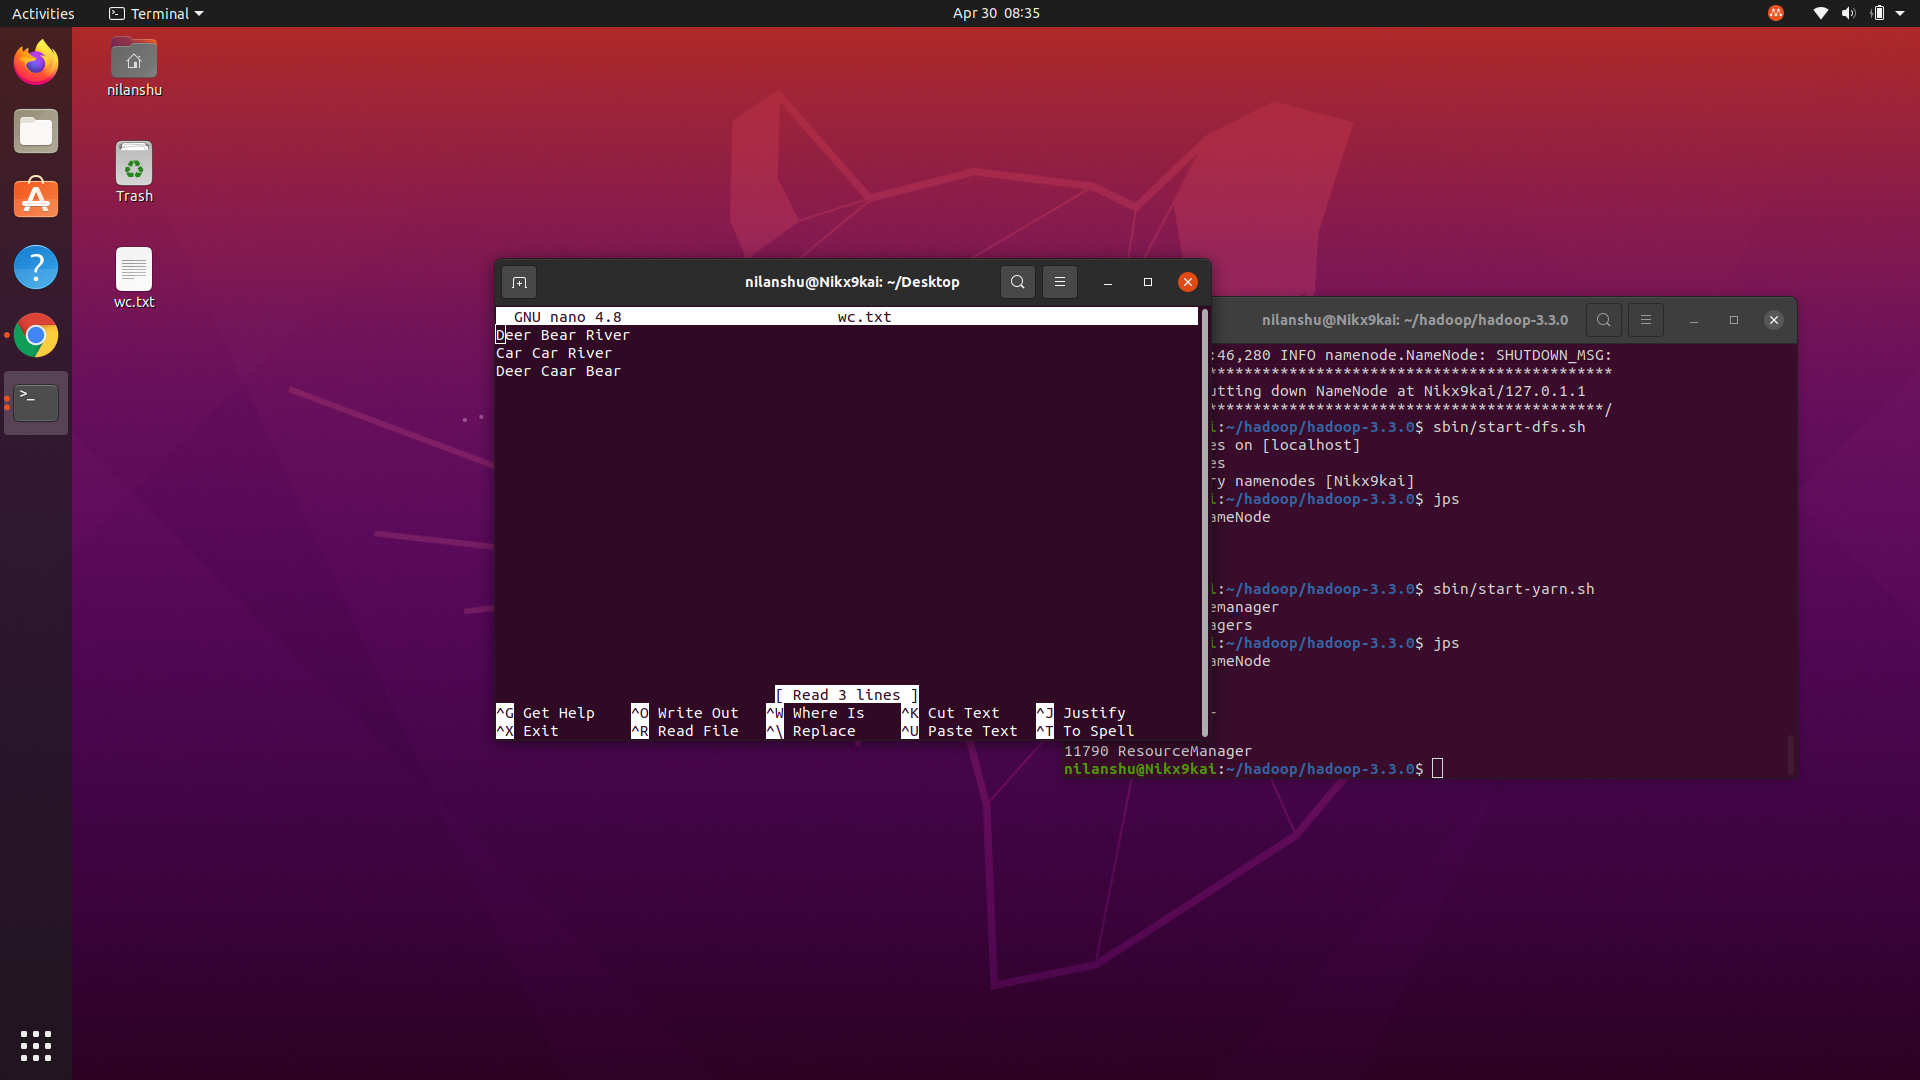 Activities
Terminal
Apr 30 08:35
nilanshu
Trash
wc.txt
nilanshu@Nikx9kai: ~/Desktop
GNU nano 4.8 wc.txt
Deer Bear River
Car Car River
Deer Caar Bear
[ Read 3 lines ]
^G Get Help ^O Write Out ^W Where Is ^K Cut Text ^J Justify
^X Exit ^R Read File ^\ Replace ^U Paste Text ^T To Spell
nilanshu@Nikx9kai: ~/hadoop/hadoop-3.3.0
:46,280 INFO namenode.NameNode: SHUTDOWN_MSG:
*********************************************
utting down NameNode at Nikx9kai/127.0.1.1
********************************************/
i:~/hadoop/hadoop-3.3.0$ sbin/start-dfs.sh
es on [localhost]
es
ry namenodes [Nikx9kai]
i:~/hadoop/hadoop-3.3.0$ jps
ameNode
i:~/hadoop/hadoop-3.3.0$ sbin/start-yarn.sh
emanager
agers
i:~/hadoop/hadoop-3.3.0$ jps
ameNode
11790 ResourceManager
nilanshu@Nikx9kai:~/hadoop/hadoop-3.3.0$